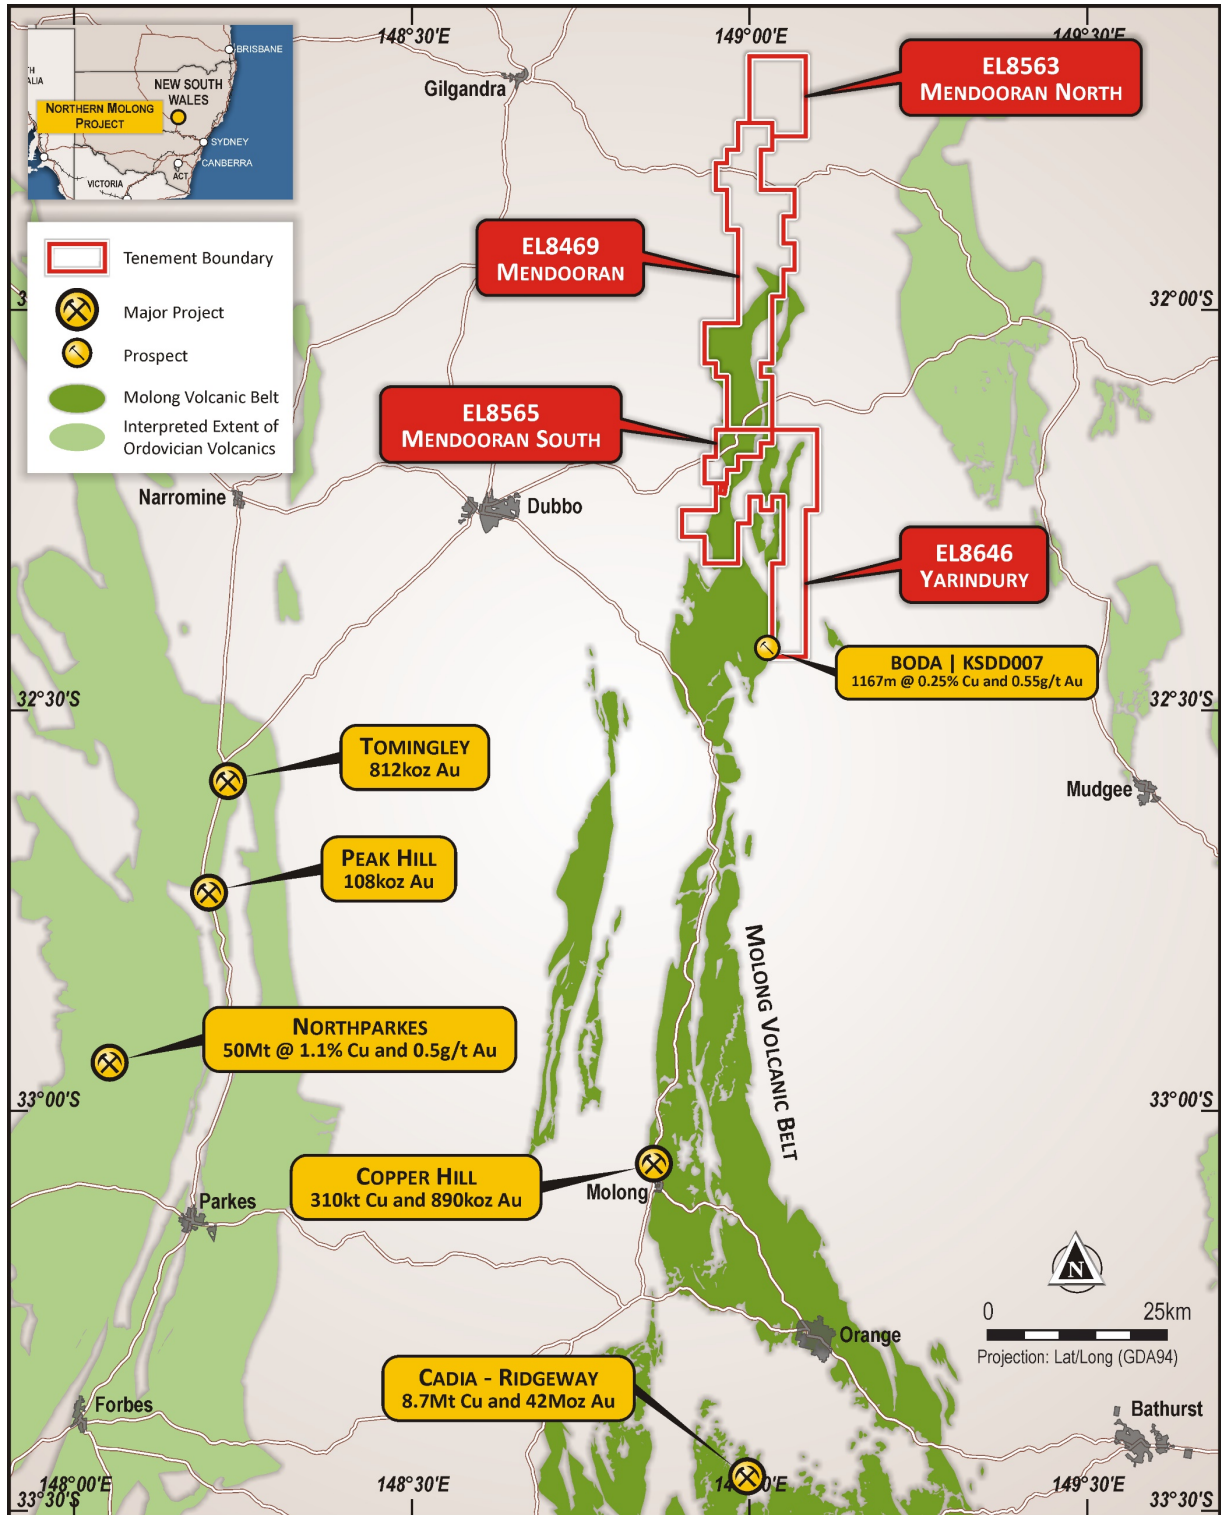 148°30'E
149°00'E
149°30'E
BRISBANE
NEW SOUTH
WALES
NORTHERN MOLONG
PROJECT
SYDNEY
CANBERRA
ACT
VICTORIA
Gilgandra
EL8563
MENDOORAN NORTH
Tenement Boundary
Major Project
Prospect
Molong Volcanic Belt
Interpreted Extent of
Ordovician Volcanics
EL8469
MENDOORAN
32°00'S
EL8565
MENDOORAN SOUTH
Narromine
Dubbo
EL8646
YARINDURY
BODA | KSDD007
1167m @ 0.25% Cu and 0.55g/t Au
32°30'S
32°30'S
TOMINGLEY
812koz Au
Mudgee
PEAK HILL
108koz Au
MOLONG VOLCANIC BELT
NORTHPARKES
50Mt @ 1.1% Cu and 0.5g/t Au
33°00'S
33°00'S
COPPER HILL
310kt Cu and 890koz Au
Molong
Parkes
N
0 25km
Projection: Lat/Long (GDA94)
Orange
CADIA - RIDGEWAY
8.7Mt Cu and 42Moz Au
Forbes
Bathurst
148°00'E
148°30'E
149°30'E
33°30'S
33°30'S